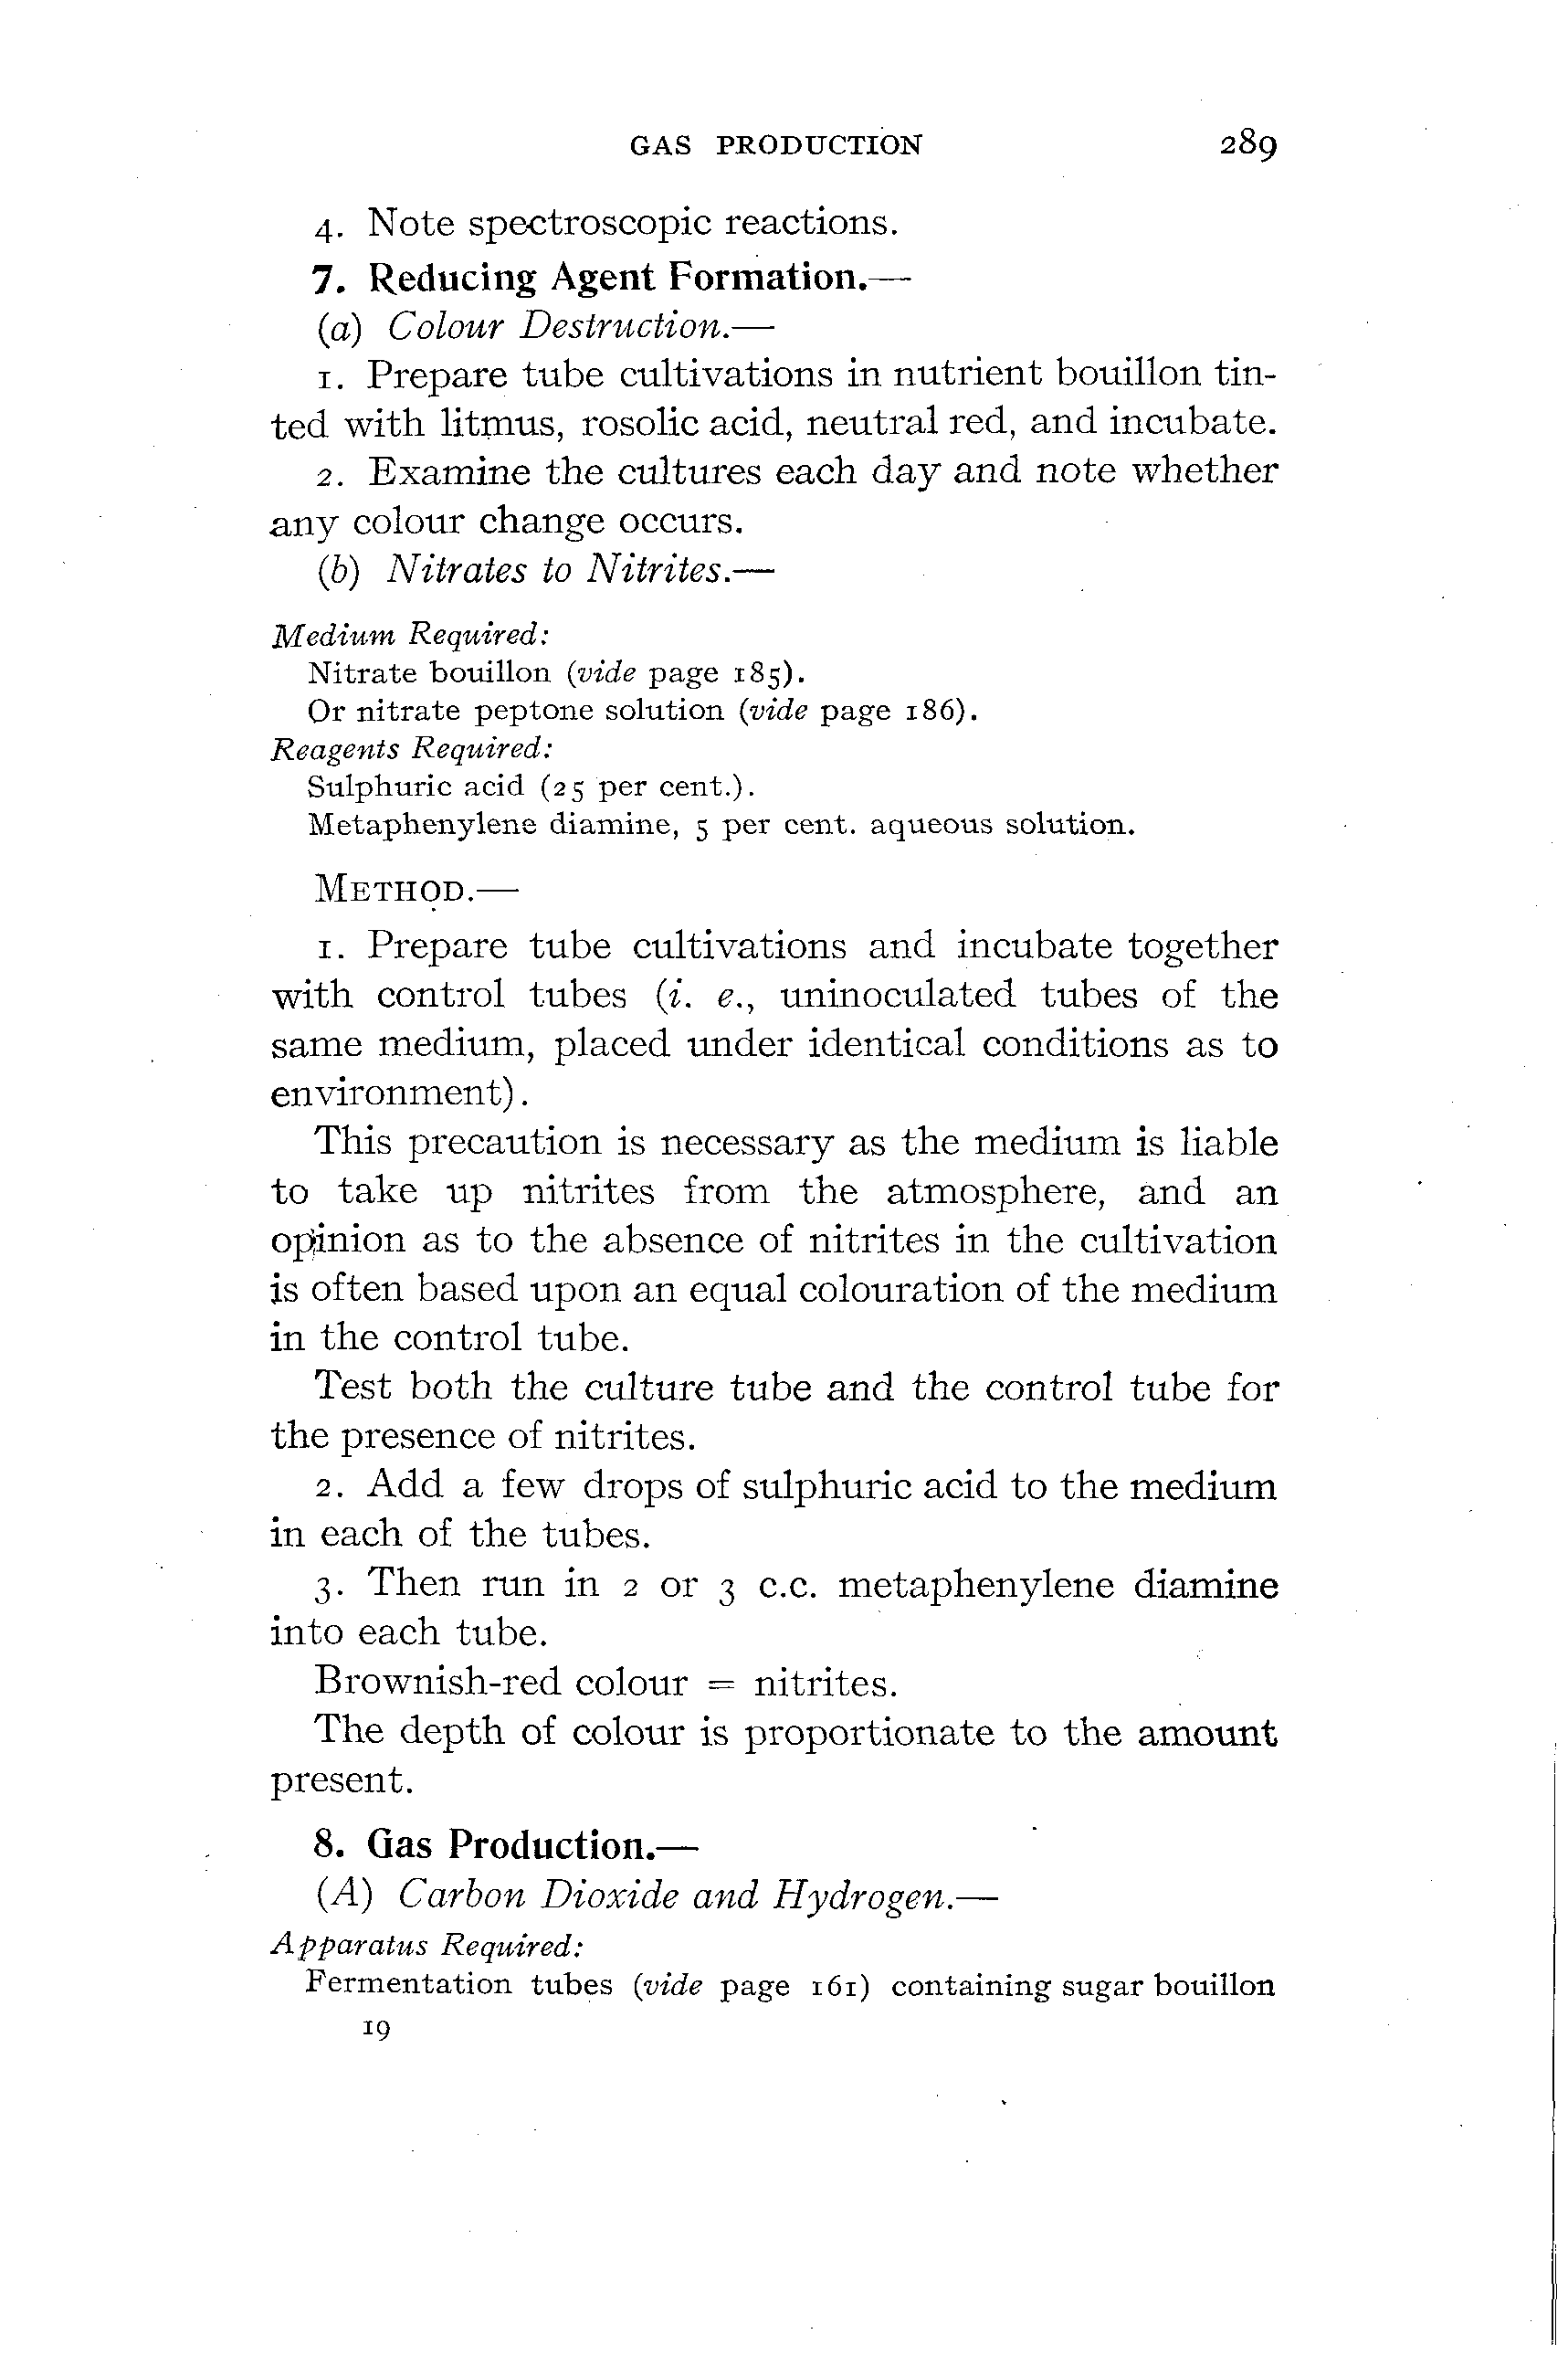 GAS PRODUCTION 289
4. Note spectroscopic reactions.
7. Reducing Agent Formation.—
(a) Colour Destruction.—
1. Prepare tube cultivations in nutrient bouillon tin-
ted with litmus, rosolic acid, neutral red, and incubate.
2. Examine the cultures each day and note whether
any colour change occurs.
(b) Nitrates to Nitrites.—
Medium Required:
Nitrate bouillon (vide page 185).
Or nitrate peptone solution (vide page 186).
Reagents Required:
Sulphuric acid (25 per cent.).
Metaphenylene diamine, 5 per cent. aqueous solution.
METHOD.—
1. Prepare tube cultivations and incubate together
with control tubes (i. e., uninoculated tubes of the
same medium, placed under identical conditions as to
environment).
This precaution is necessary as the medium is liable
to take up nitrites from the atmosphere, and an
opinion as to the absence of nitrites in the cultivation
is often based upon an equal colouration of the medium
in the control tube.
Test both the culture tube and the control tube for
the presence of nitrites.
2. Add a few drops of sulphuric acid to the medium
in each of the tubes.
3. Then run in 2 or 3 c.c. metaphenylene diamine
into each tube.
Brownish-red colour = nitrites.
The depth of colour is proportionate to the amount
present.
8. Gas Production.—
(A) Carbon Dioxide and Hydrogen.—
Apparatus Required:
Fermentation tubes (vide page 161) containing sugar bouillon
19